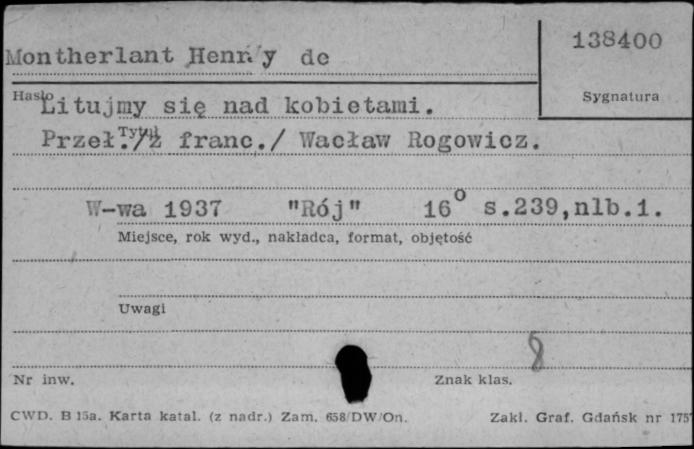 Montherlant Henry de
138400
Hasło
Sygnatura
Litujmy się nad kobietami.
Tytuł
Przeł./z franc./ Wacław Rogowicz.
W-wa 1937 "Rój" 16° s.239,nlb.1.
Miejsce, rok wyd., nakładca, format, objętość
Uwagi
8
Nr inw.
Znak klas.
CWD. B 15a. Karta katal. (z nadr.) Zam. 658/DW/On.
Zakł. Graf. Gdańsk nr 1757